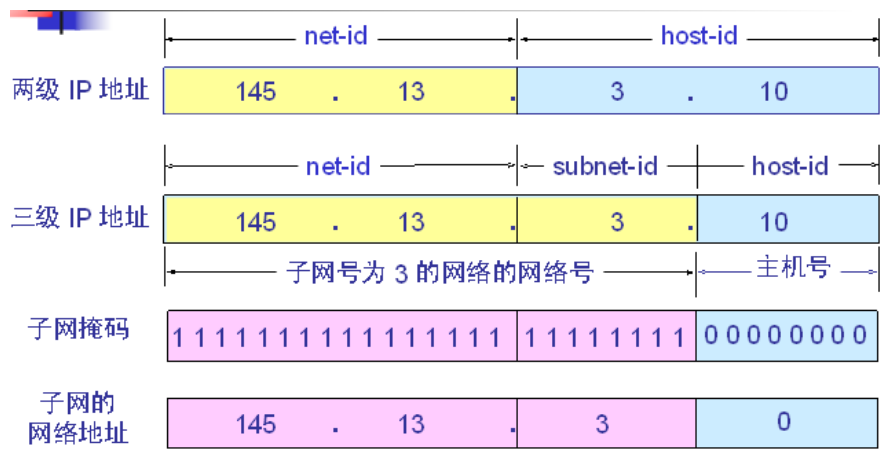 net-id host-id
两级 IP 地址 145 . 13 . 3 . 10
net-id subnet-id host-id
三级 IP 地址 145 . 13 . 3 . 10
子网号为 3 的网络的网络号 主机号
子网掩码 1 1 1 1 1 1 1 1 1 1 1 1 1 1 1 1 1 1 1 1 1 1 1 1 0 0 0 0 0 0 0 0
子网的
网络地址 145 . 13 . 3 0